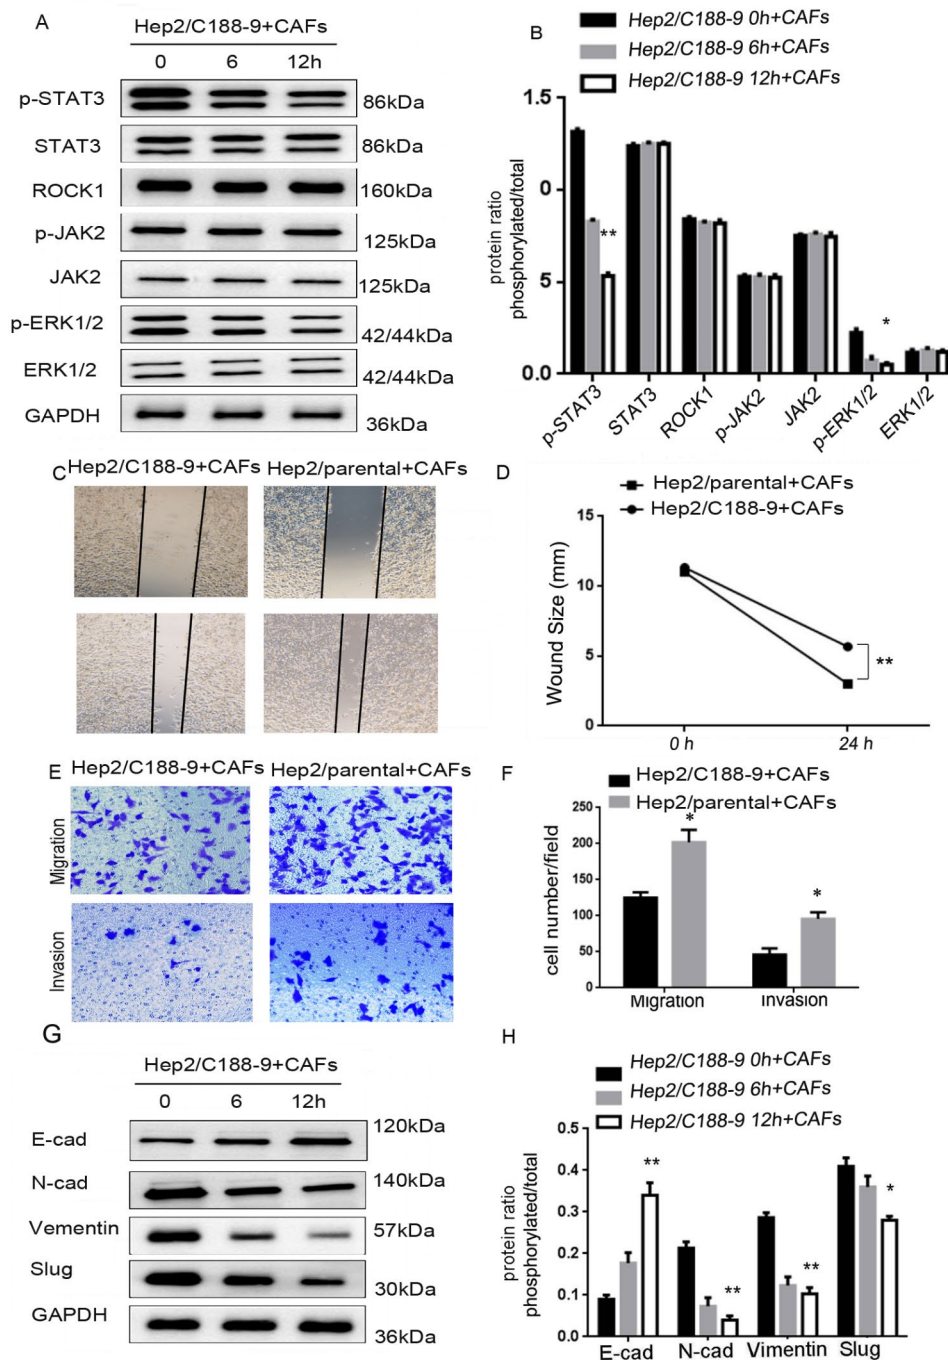 A
Hep2/C188-9+CAFs
0 6 12h
p-STAT3 86kDa
STAT3 86kDa
ROCK1 160kDa
p-JAK2 125kDa
JAK2 125kDa
p-ERK1/2 42/44kDa
ERK1/2 42/44kDa
GAPDH 36kDa
B
Hep2/C188-9 0h+CAFs
Hep2/C188-9 6h+CAFs
Hep2/C188-9 12h+CAFs
protein ratio
phosphorylated/total
1.5
0
5
0.0
**
*
p-STAT3 STAT3 ROCK1 p-JAK2 JAK2 p-ERK1/2 ERK1/2
C
Hep2/C188-9+CAFs Hep2/parental+CAFs
D
Hep2/parental+CAFs
Hep2/C188-9+CAFs
Wound Size (mm)
15
10
5
0
**
0 h 24 h
E
Hep2/C188-9+CAFs Hep2/parental+CAFs
Migration
Invasion
F
Hep2/C188-9+CAFs
Hep2/parental+CAFs
cell number/field
250
200
150
100
50
0
*
*
Migration Invasion
G
Hep2/C188-9+CAFs
0 6 12h
E-cad 120kDa
N-cad 140kDa
Vementin 57kDa
Slug 30kDa
GAPDH 36kDa
H
Hep2/C188-9 0h+CAFs
Hep2/C188-9 6h+CAFs
Hep2/C188-9 12h+CAFs
protein ratio
phosphorylated/total
0.5
0.4
0.3
0.2
0.1
0.0
**
**
**
*
E-cad N-cad Vimentin Slug